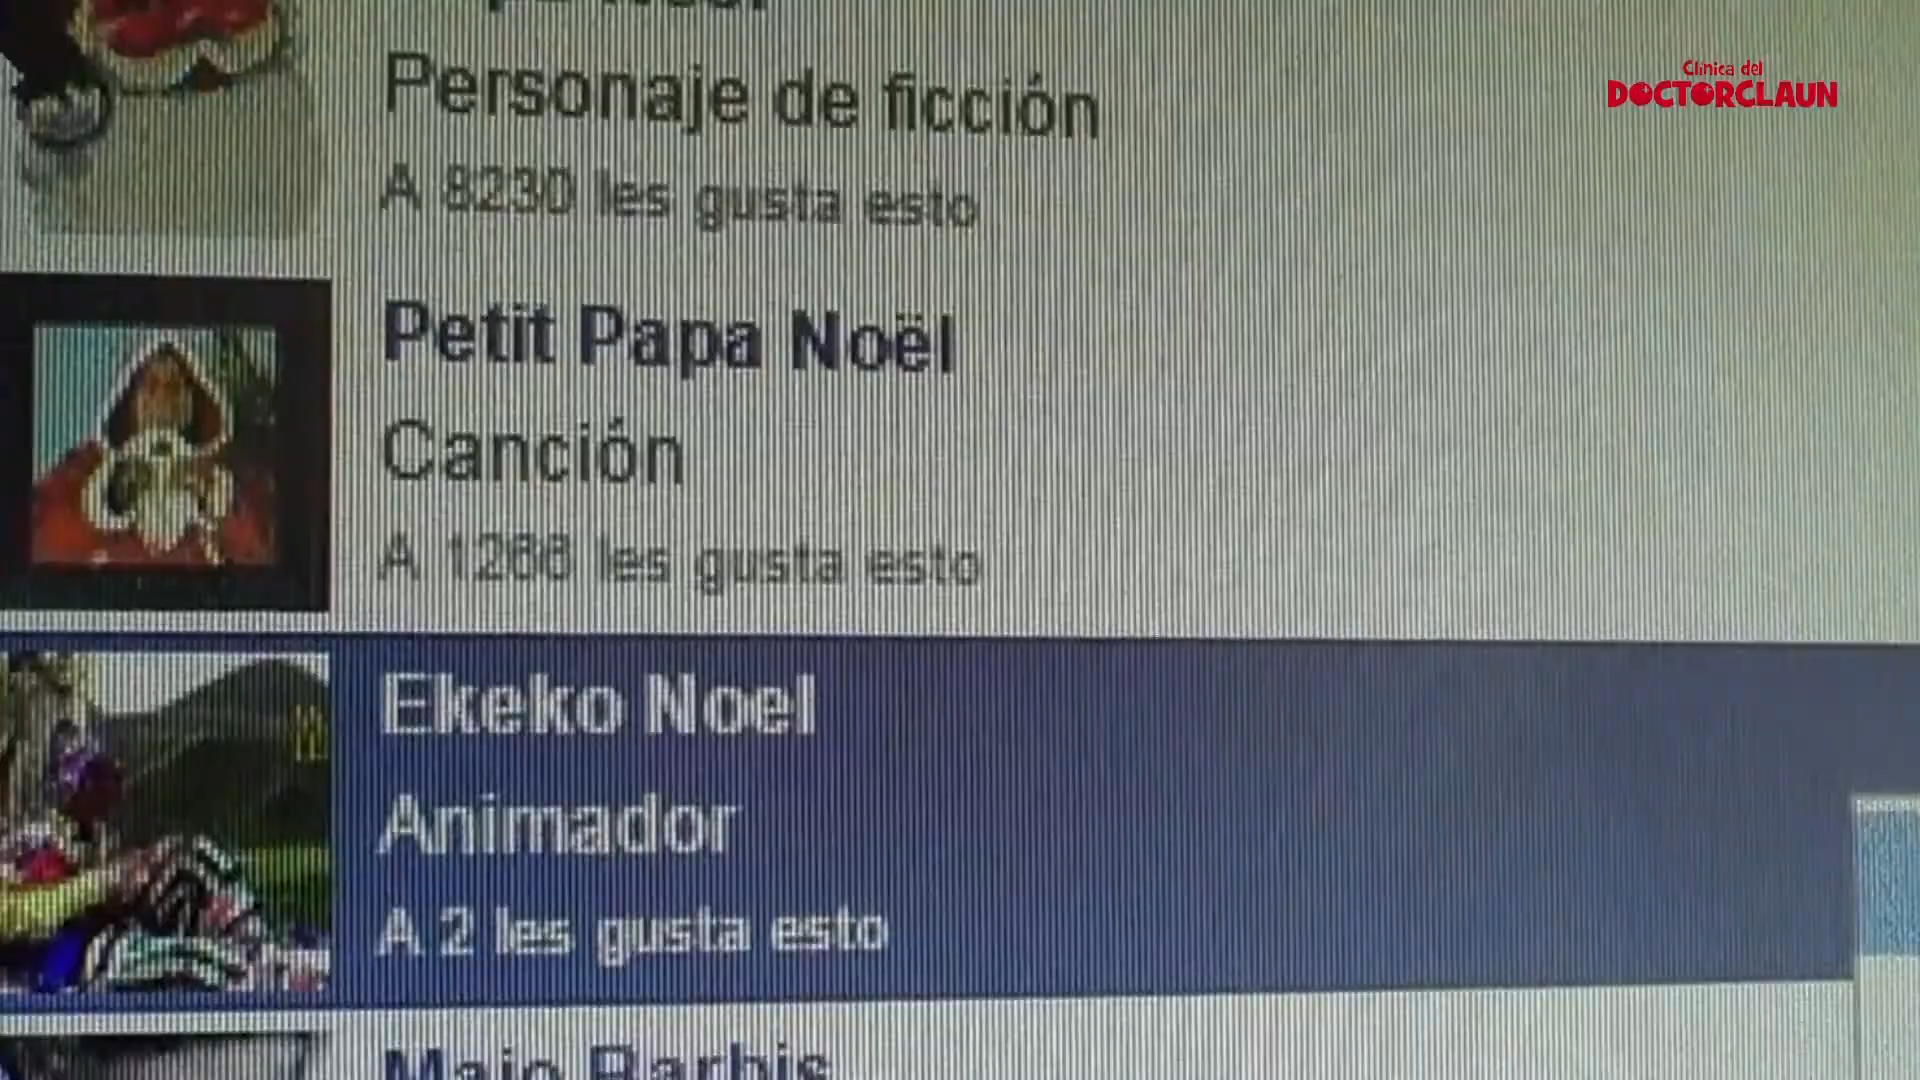 Clínica del
DOCTORCLAUN
Personaje de ficción
A 8230 les gusta esto
Petit Papa Noël
Canción
A 1266 les gusta esto
Ekeko Noel
Animador
A 2 les gusta esto